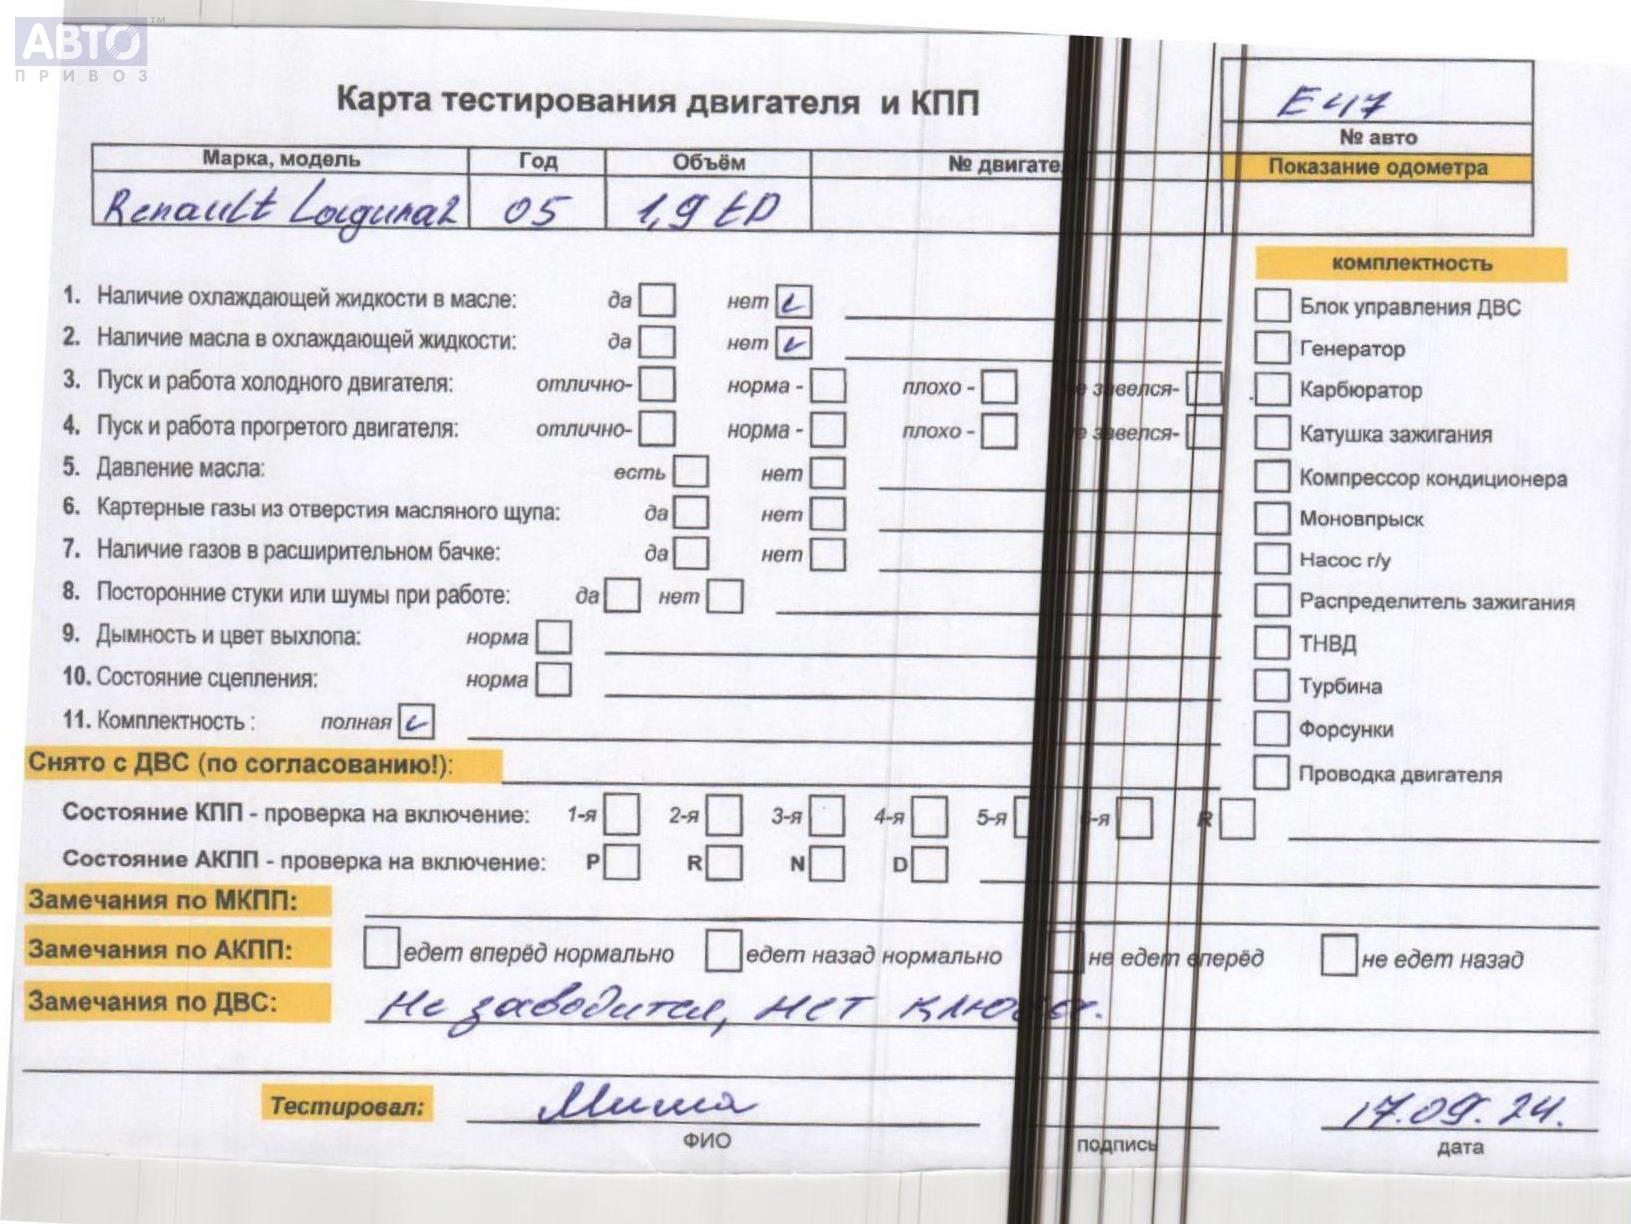 АВТО™
ПРИВОЗ
Карта тестирования двигателя и КПП
E47
№ авто
Марка, модель Год Объём № двигате Показание одометра
Renault Laguna2 05 1,9 tD
комплектность
1. Наличие охлаждающей жидкости в масле: да нет ✓ Блок управления ДВС
2. Наличие масла в охлаждающей жидкости: да нет ✓ Генератор
3. Пуск и работа холодного двигателя: отлично- норма - плохо - не завелся- Карбюратор
4. Пуск и работа прогретого двигателя: отлично- норма - плохо - не завелся- Катушка зажигания
5. Давление масла: есть нет Компрессор кондиционера
6. Картерные газы из отверстия масляного щупа: да нет Моновпрыск
7. Наличие газов в расширительном бачке: да нет Насос г/у
8. Посторонние стуки или шумы при работе: да нет Распределитель зажигания
9. Дымность и цвет выхлопа: норма ТНВД
10. Состояние сцепления: норма Турбина
11. Комплектность : полная ✓ Форсунки
Снято с ДВС (по согласованию!): Проводка двигателя
Состояние КПП - проверка на включение: 1-я 2-я 3-я 4-я 5-я 6-я R
Состояние АКПП - проверка на включение: P R N D
Замечания по МКПП:
Замечания по АКПП: едет вперёд нормально едет назад нормально не едет вперёд не едет назад
Замечания по ДВС: Не заводится, нет ключа.
Тестировал: Миша 17.09.24.
ФИО подпись дата